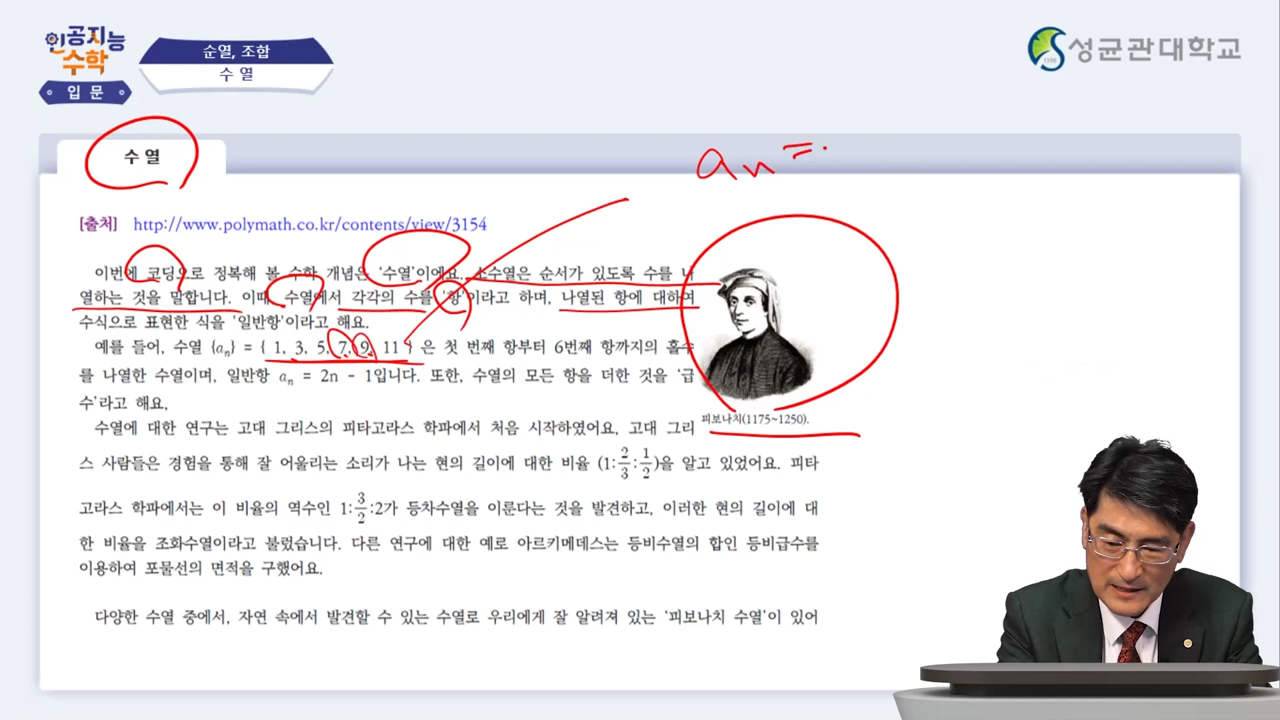 인공지능
수학
입문
순열, 조합
수 열
성균관대학교
수 열
a_n =
[출처] http://www.polymath.co.kr/contents/view/3154
이번에 코딩으로 정복해 볼 수학 개념은 '수열'이에요. 소수열은 순서가 있도록 수를 나
열하는 것을 말합니다. 이때 수열에서 각각의 수를 '항'이라고 하며, 나열된 항에 대하여
수식으로 표현한 식을 '일반항'이라고 해요.
예를 들어, 수열 {a_n} = { 1, 3, 5, 7, 9, 11 } 은 첫 번째 항부터 6번째 항까지의 홀수
를 나열한 수열이며, 일반항 a_n = 2n - 1입니다. 또한, 수열의 모든 항을 더한 것을 '급
수'라고 해요.
피보나치(1175~1250).
수열에 대한 연구는 고대 그리스의 피타고라스 학파에서 처음 시작하였어요. 고대 그리
스 사람들은 경험을 통해 잘 어울리는 소리가 나는 현의 길이에 대한 비율 (1:2/3:1/2)을 알고 있었어요. 피타
고라스 학파에서는 이 비율의 역수인 1:3/2:2가 등차수열을 이룬다는 것을 발견하고, 이러한 현의 길이에 대
한 비율을 조화수열이라고 불렀습니다. 다른 연구에 대한 예로 아르키메데스는 등비수열의 합인 등비급수를
이용하여 포물선의 면적을 구했어요.
다양한 수열 중에서, 자연 속에서 발견할 수 있는 수열로 우리에게 잘 알려져 있는 '피보나치 수열'이 있어